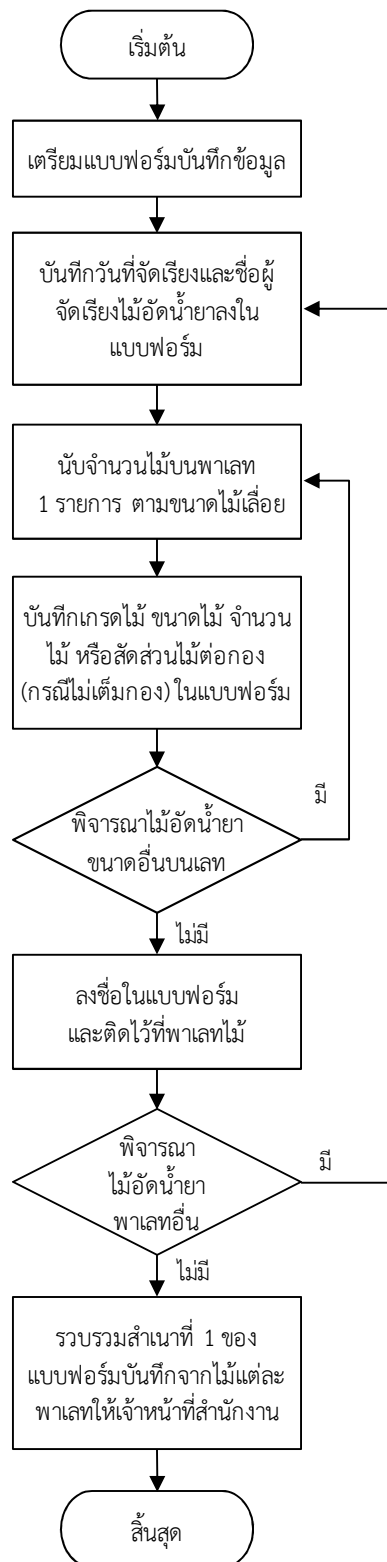 เริ่มต้น
เตรียมแบบฟอร์มบันทึกข้อมูล
บันทึกวันที่จัดเรียงและชื่อผู้
จัดเรียงไม้อัดน้ำยาลงใน
แบบฟอร์ม
นับจำนวนไม้บนพาเลท
1 รายการ ตามขนาดไม้เลื่อย
บันทึกเกรดไม้ ขนาดไม้ จำนวน
ไม้ หรือสัดส่วนไม้ต่อกอง
(กรณีไม่เต็มกอง) ในแบบฟอร์ม
มี
พิจารณาไม้อัดน้ำยา
ขนาดอื่นบนเลท
ไม่มี
ลงชื่อในแบบฟอร์ม
และติดไว้ที่พาเลทไม้
พิจารณา
ไม้อัดน้ำยา
พาเลทอื่น
มี
ไม่มี
รวบรวมสำเนาที่ 1 ของ
แบบฟอร์มบันทึกจากไม้แต่ละ
พาเลทให้เจ้าหน้าที่สำนักงาน
สิ้นสุด